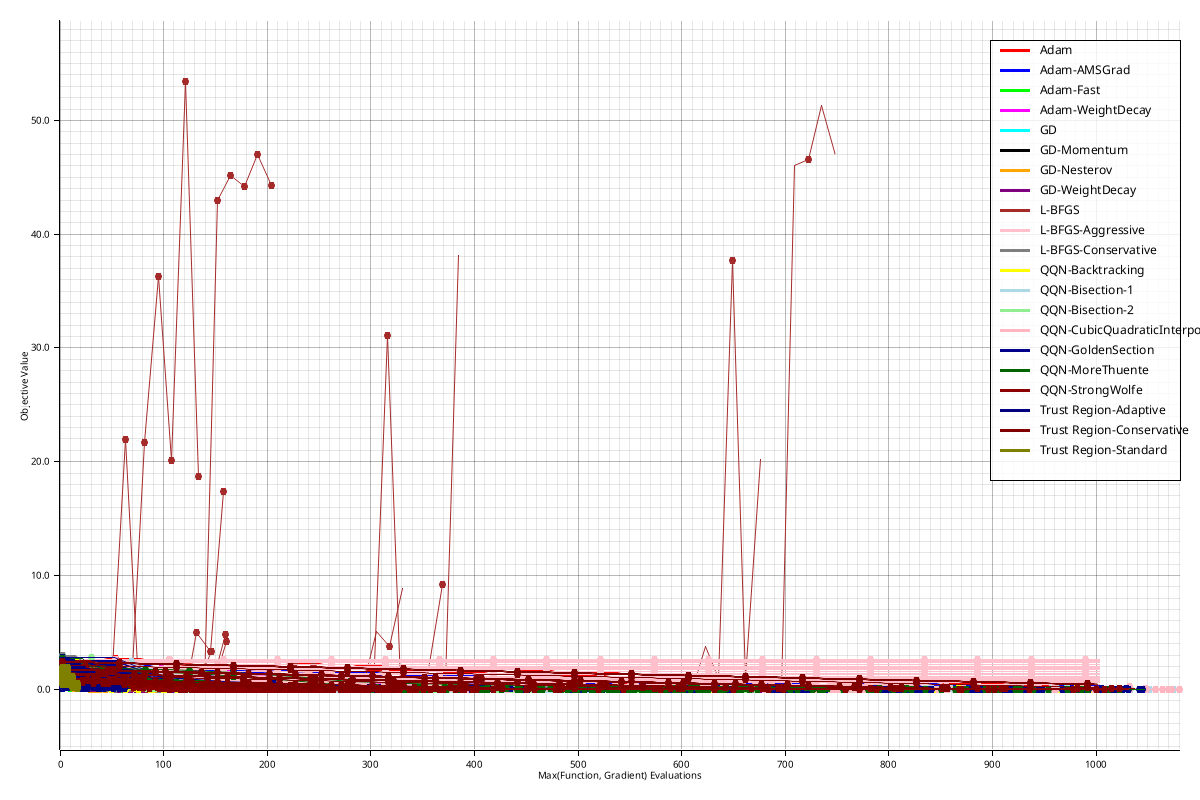 Adam
Adam-AMSGrad
Adam-Fast
Adam-WeightDecay
GD
GD-Momentum
GD-Nesterov
GD-WeightDecay
L-BFGS
L-BFGS-Aggressive
L-BFGS-Conservative
QQN-Backtracking
QQN-Bisection-1
QQN-Bisection-2
QQN-CubicQuadraticInterpo
QQN-GoldenSection
QQN-MoreThuente
QQN-StrongWolfe
Trust Region-Adaptive
Trust Region-Conservative
Trust Region-Standard
50.0
40.0
30.0
20.0
10.0
0.0
Objective Value
0 100 200 300 400 500 600 700 800 900 1000
Max(Function, Gradient) Evaluations